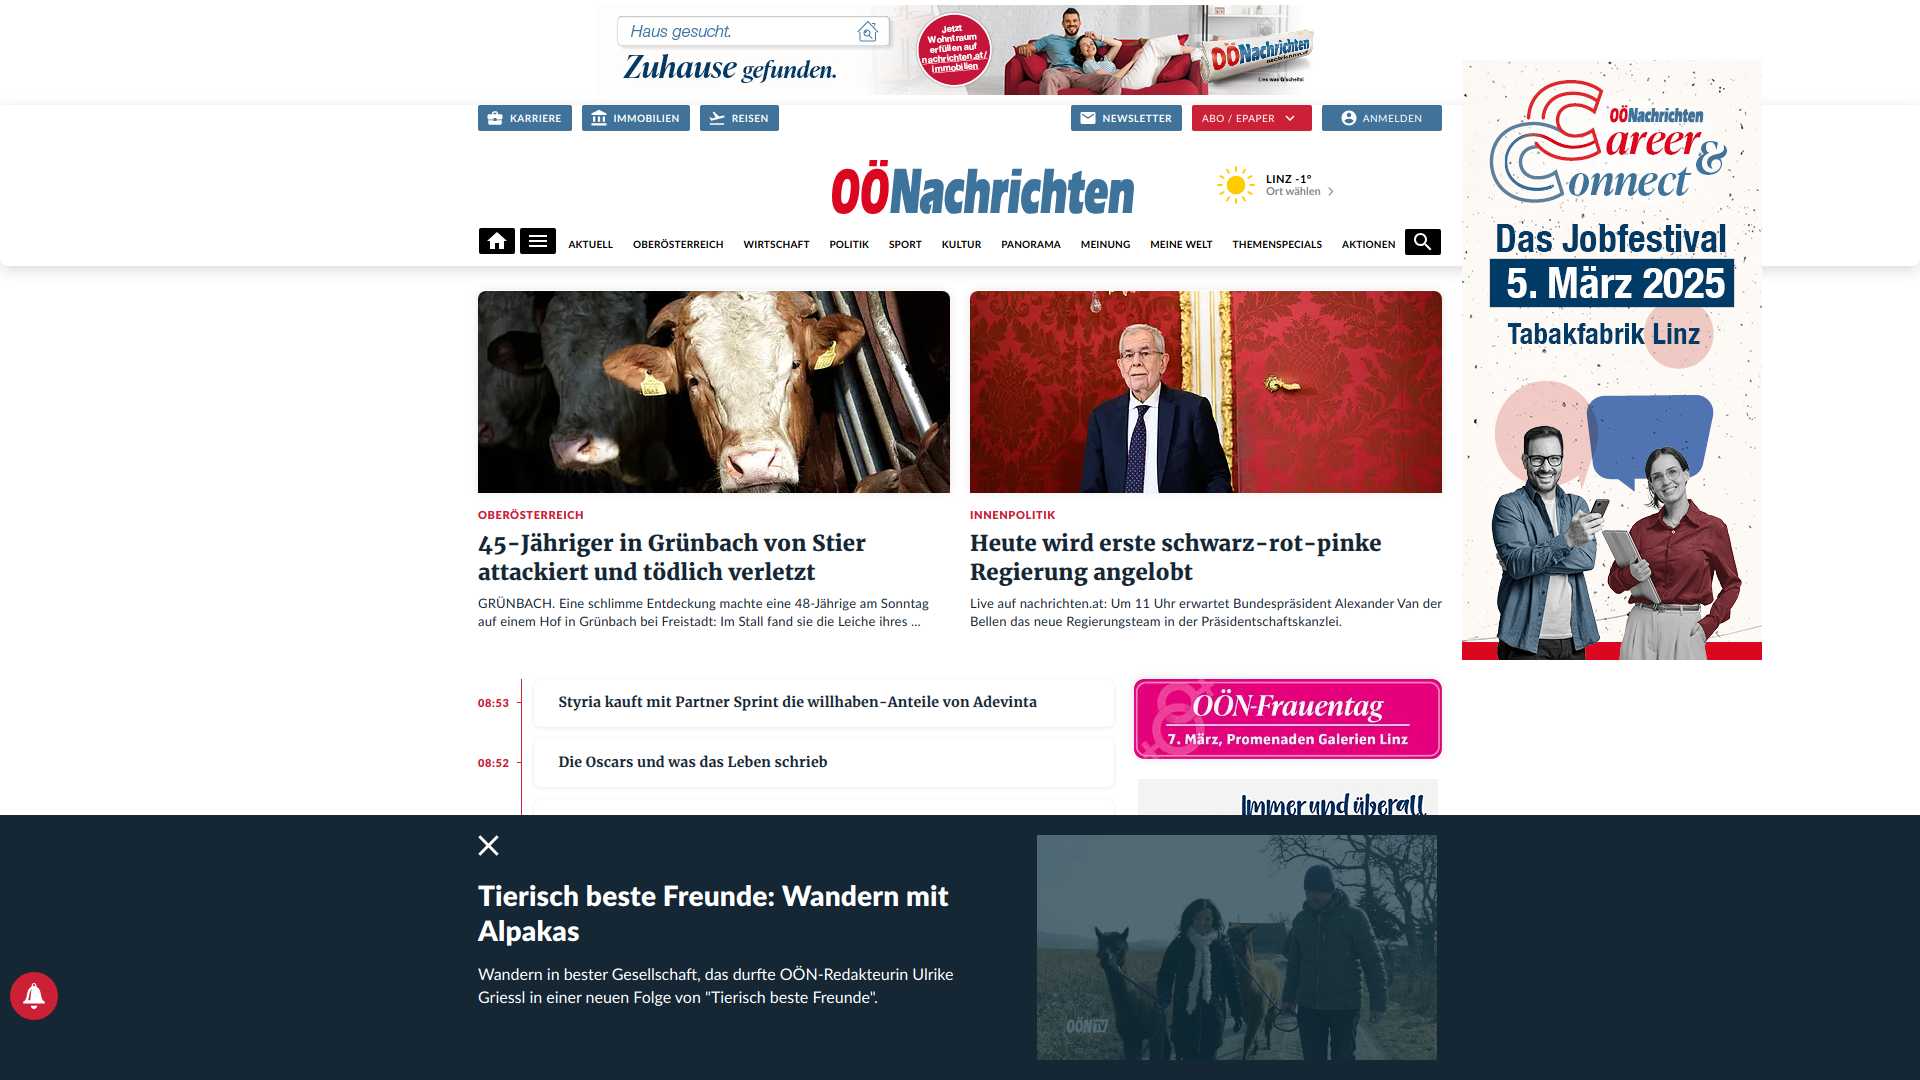 Haus gesucht.
Zuhause gefunden.
Jetzt
Wohntraum
erfüllen auf
nachrichten.at/
immobilien
OÖNachrichten
Lies was G'scheits!
KARRIERE
IMMOBILIEN
REISEN
NEWSLETTER
ABO / EPAPER
ANMELDEN
OÖNachrichten
LINZ -1°
Ort wählen
AKTUELL
OBERÖSTERREICH
WIRTSCHAFT
POLITIK
SPORT
KULTUR
PANORAMA
MEINUNG
MEINE WELT
THEMENSPECIALS
AKTIONEN
OÖNachrichten
Career &
Connect
Das Jobfestival
5. März 2025
Tabakfabrik Linz
OBERÖSTERREICH
45-Jähriger in Grünbach von Stier
attackiert und tödlich verletzt
GRÜNBACH. Eine schlimme Entdeckung machte eine 48-Jährige am Sonntag
auf einem Hof in Grünbach bei Freistadt: Im Stall fand sie die Leiche ihres ...
INNENPOLITIK
Heute wird erste schwarz-rot-pinke
Regierung angelobt
Live auf nachrichten.at: Um 11 Uhr erwartet Bundespräsident Alexander Van der
Bellen das neue Regierungsteam in der Präsidentschaftskanzlei.
08:53
Styria kauft mit Partner Sprint die willhaben-Anteile von Adevinta
08:52
Die Oscars und was das Leben schrieb
OÖN-Frauentag
7. März, Promenaden Galerien Linz
Immer und überall
Tierisch beste Freunde: Wandern mit
Alpakas
Wandern in bester Gesellschaft, das durfte OÖN-Redakteurin Ulrike
Griessl in einer neuen Folge von "Tierisch beste Freunde".
OÖNTV